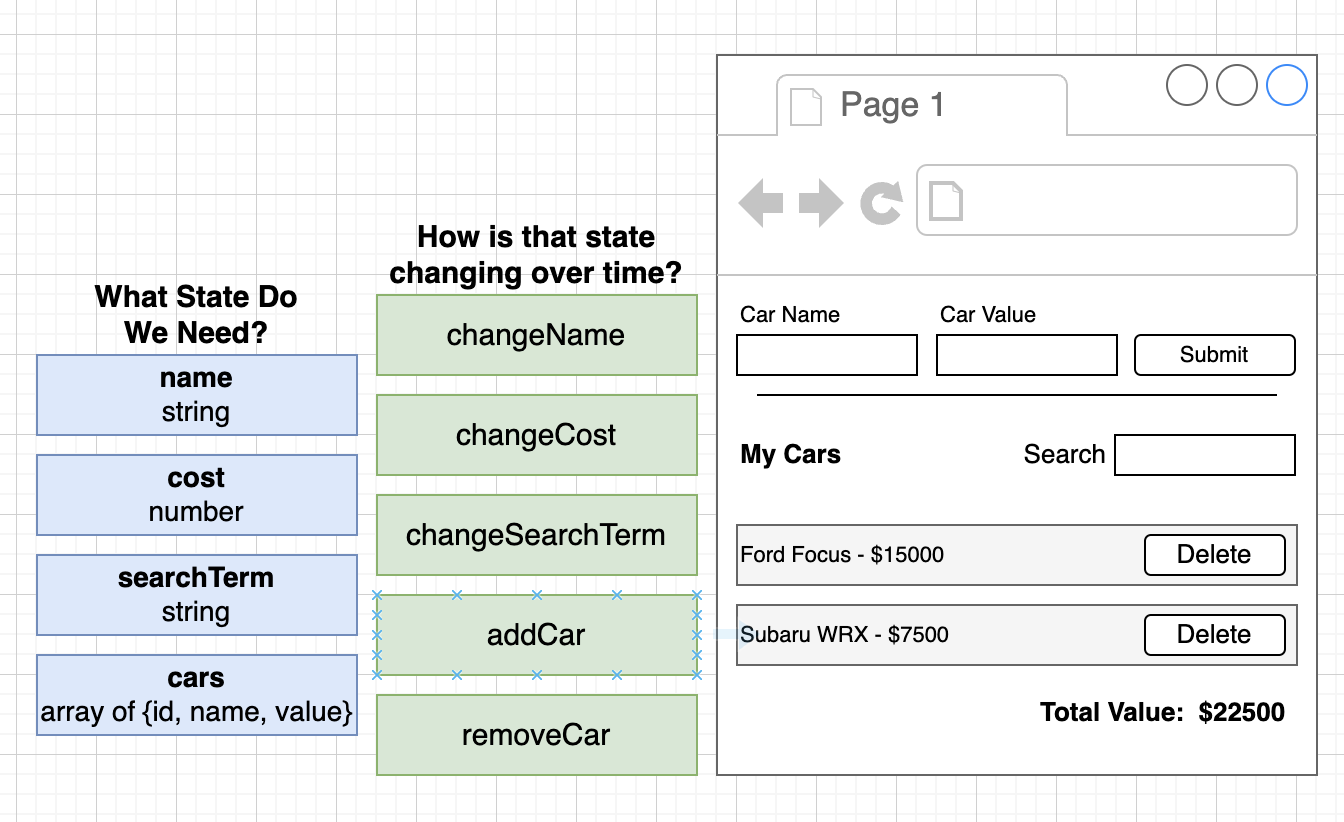 What State Do
We Need?
name
string
cost
number
searchTerm
string
cars
array of {id, name, value}
How is that state
changing over time?
changeName
changeCost
changeSearchTerm
addCar
removeCar
Page 1
Car Name
Car Value
Submit
My Cars
Search
Ford Focus - $15000
Delete
Subaru WRX - $7500
Delete
Total Value: $22500